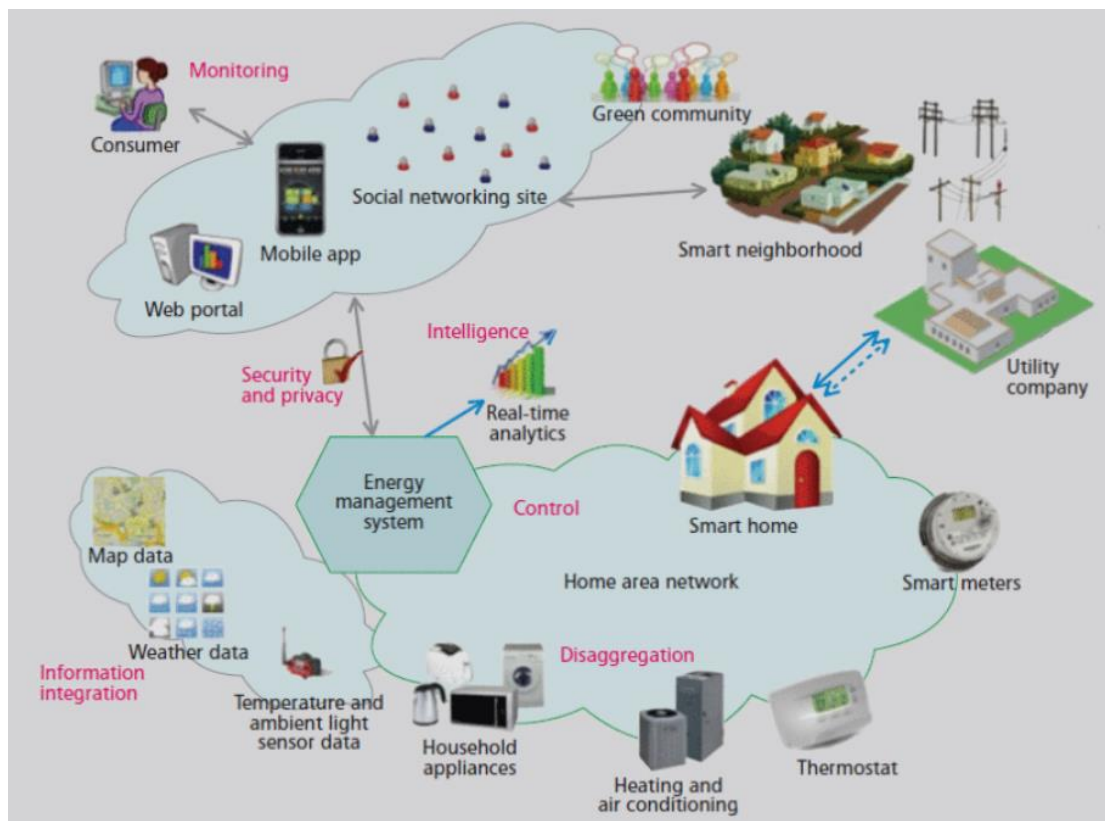 Monitoring
Consumer
Green community
Social networking site
Mobile app
Web portal
Smart neighborhood
Intelligence
Security
and privacy
Real-time
analytics
Utility
company
Energy
management
system
Control
Smart home
Map data
Home area network
Smart meters
Weather data
Information
integration
Disaggregation
Temperature and
ambient light
sensor data
Household
appliances
Heating and
air conditioning
Thermostat